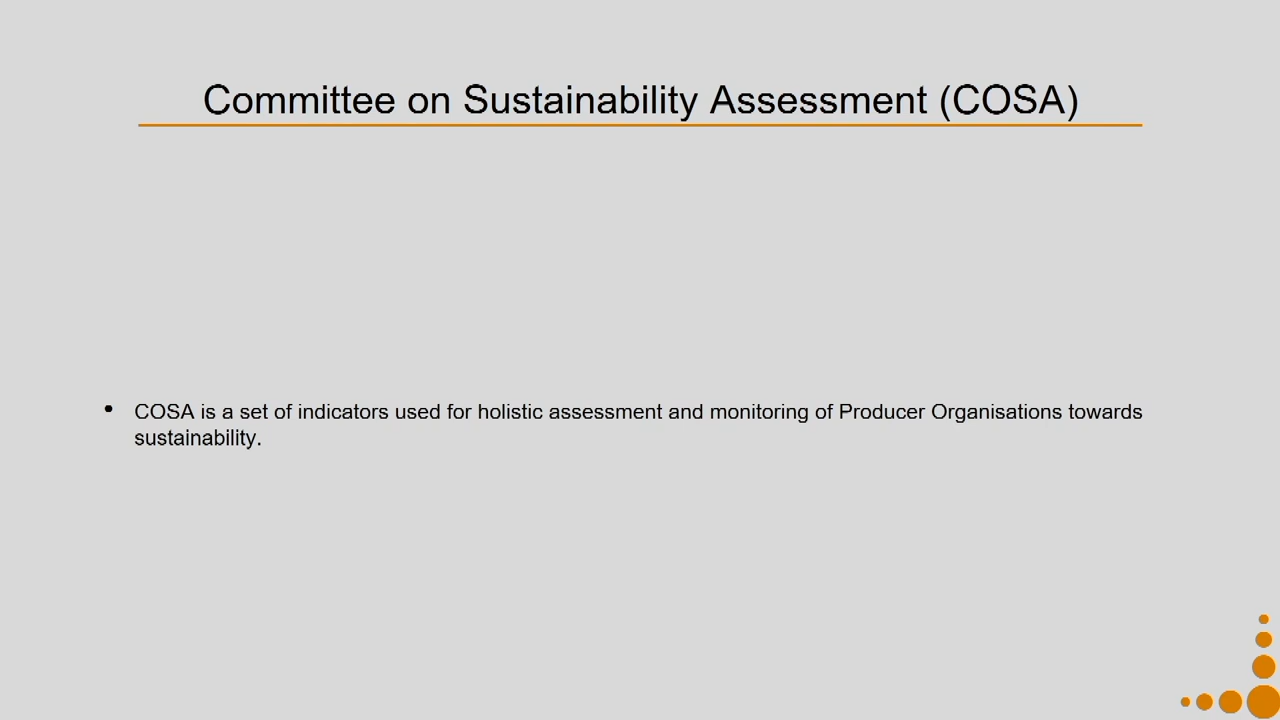 Committee on Sustainability Assessment (COSA)
• COSA is a set of indicators used for holistic assessment and monitoring of Producer Organisations towards
sustainability.